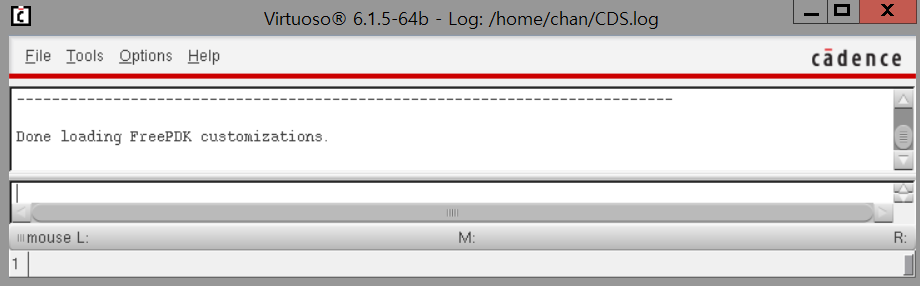 Virtuoso® 6.1.5-64b - Log: /home/chan/CDS.log
File Tools Options Help
cādence
---------------------------------------------------------------------------
Done loading FreePDK customizations.
mouse L: M: R:
1